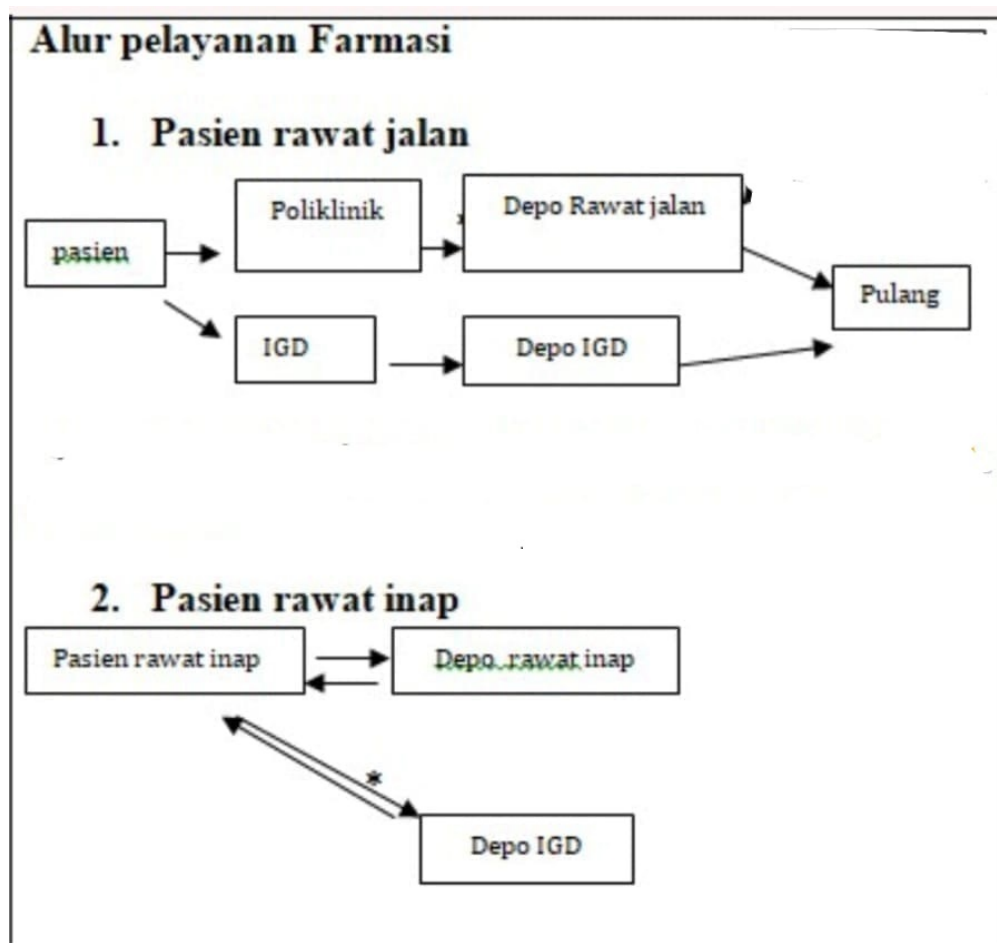 Alur pelayanan Farmasi
1. Pasien rawat jalan
Poliklinik
Depo Rawat jalan
pasien
Pulang
IGD
Depo IGD
2. Pasien rawat inap
Pasien rawat inap
Depo rawat inap
*
Depo IGD